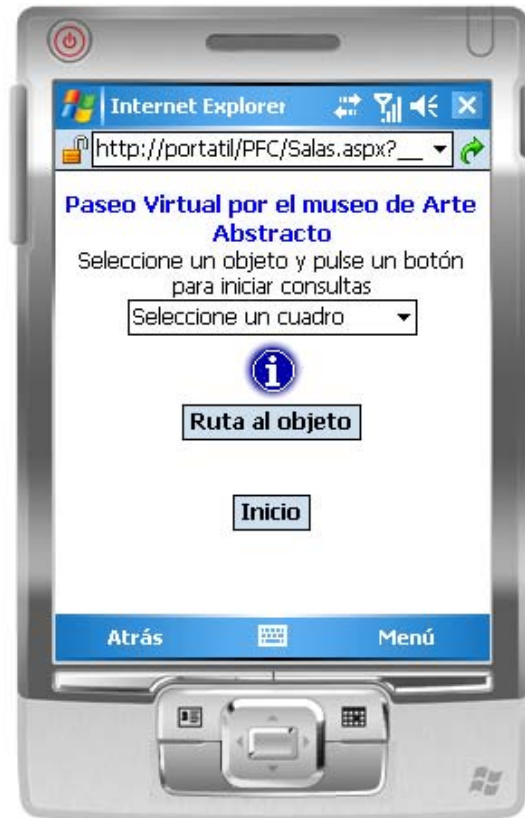 Internet Explorer
http://portatil/PFC/Salas.aspx?__
Paseo Virtual por el museo de Arte
Abstracto
Seleccione un objeto y pulse un botón
para iniciar consultas
Seleccione un cuadro
i
Ruta al objeto
Inicio
Atrás Menú